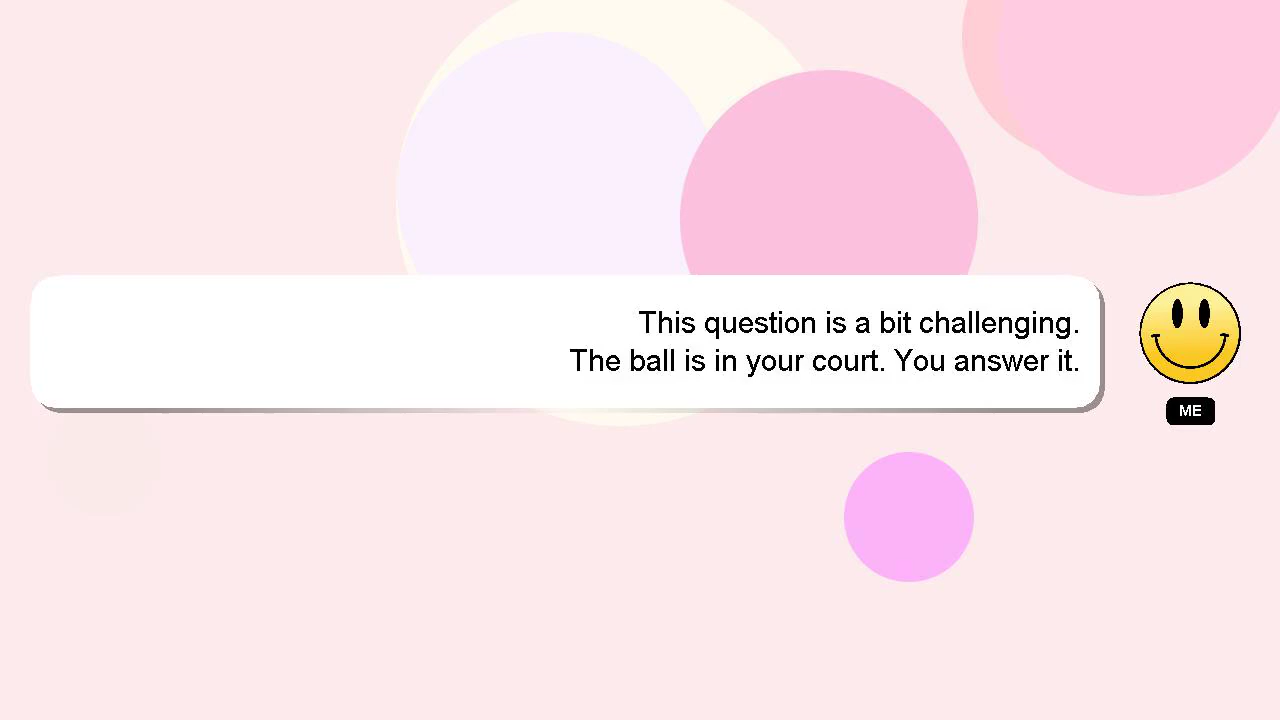 This question is a bit challenging.
The ball is in your court. You answer it.
ME